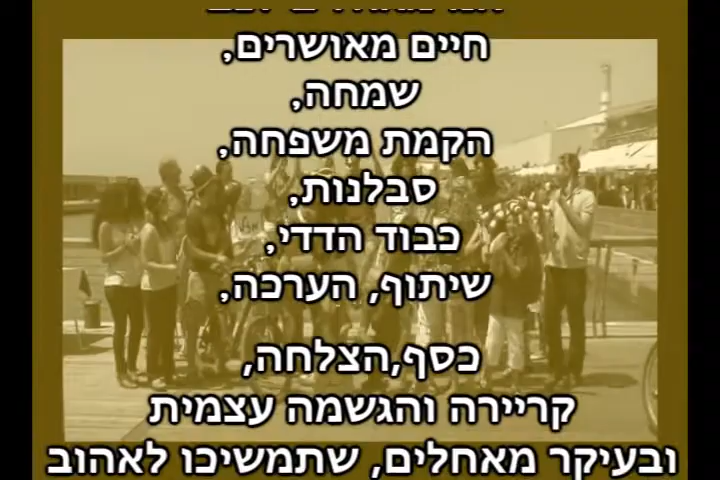 חיים מאושרים,
שמחה,
הקמת משפחה,
סבלנות,
כבוד הדדי,
שיתוף, הערכה,
כסף,הצלחה,
קריירה והגשמה עצמית
ובעיקר מאחלים, שתמשיכו לאהוב